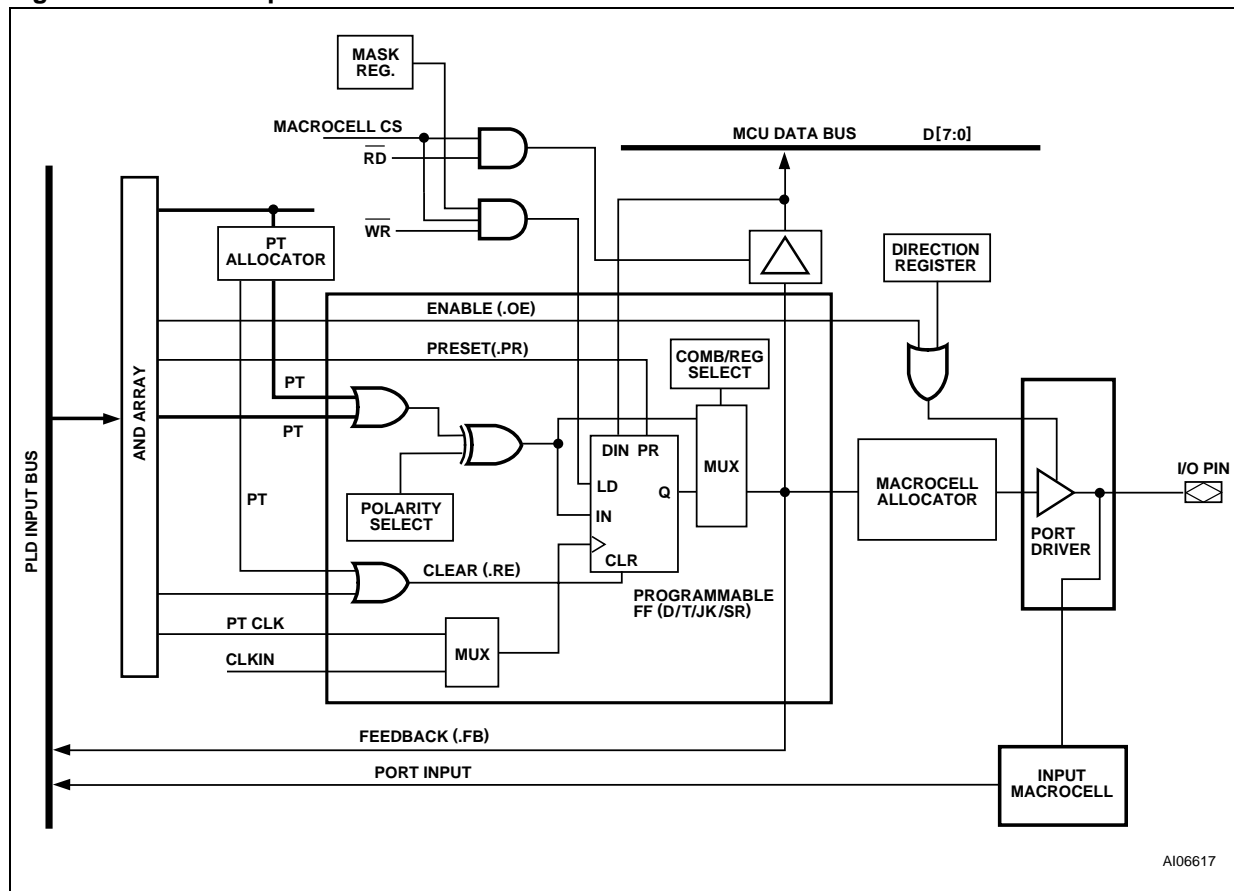 MASK
REG.
MACROCELL CS
RD
WR
MCU DATA BUS D[7:0]
PT
ALLOCATOR
DIRECTION
REGISTER
ENABLE (.OE)
PRESET(.PR)
COMB/REG
SELECT
PT
PT
PT
AND ARRAY
PLD INPUT BUS
POLARITY
SELECT
DIN PR
LD
IN
Q
CLR
MUX
MACROCELL
ALLOCATOR
I/O PIN
PORT
DRIVER
CLEAR (.RE)
PROGRAMMABLE
FF (D/T/JK/SR)
PT CLK
CLKIN
MUX
FEEDBACK (.FB)
PORT INPUT
INPUT
MACROCELL
AI06617